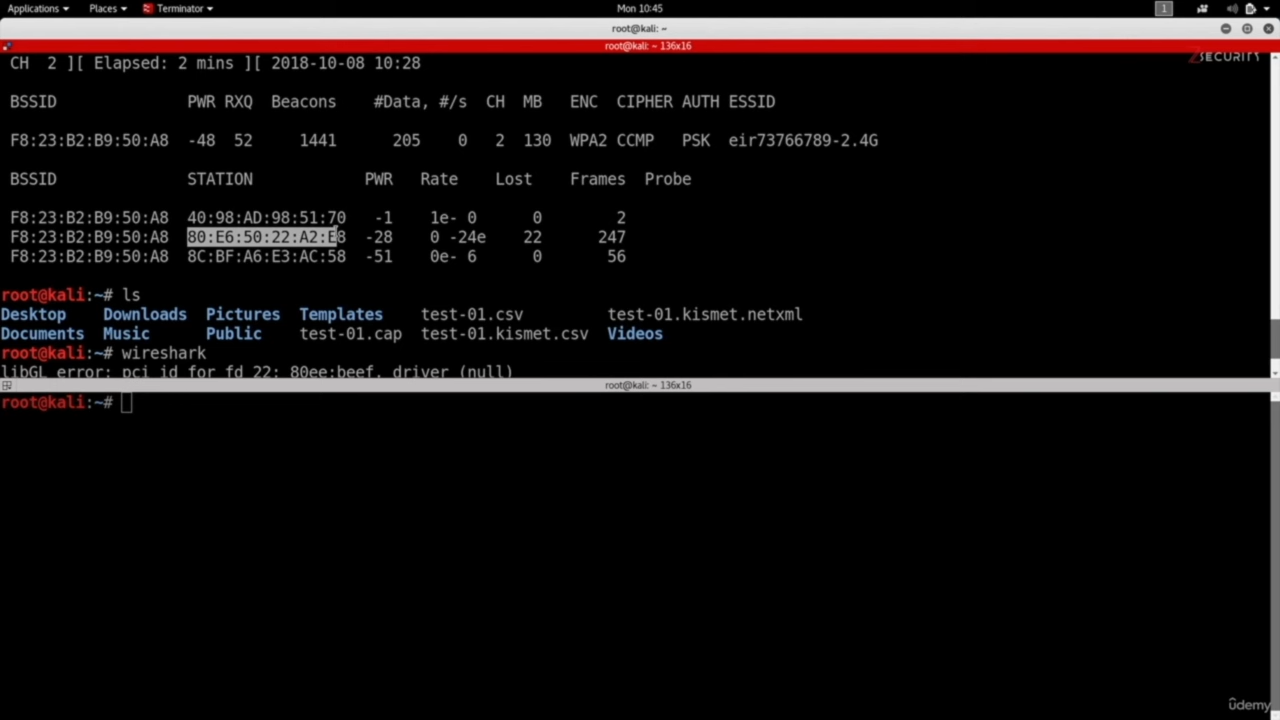 Applications Places Terminator Mon 10:45 1
root@kali: ~
root@kali: ~ 136x16
ZSECURITY
CH 2 ][ Elapsed: 2 mins ][ 2018-10-08 10:28
BSSID PWR RXQ Beacons #Data, #/s CH MB ENC CIPHER AUTH ESSID
F8:23:B2:B9:50:A8 -48 52 1441 205 0 2 130 WPA2 CCMP PSK eir73766789-2.4G
BSSID STATION PWR Rate Lost Frames Probe
F8:23:B2:B9:50:A8 40:98:AD:98:51:70 -1 1e- 0 0 2
F8:23:B2:B9:50:A8 80:E6:50:22:A2:E8 -28 0 -24e 22 247
F8:23:B2:B9:50:A8 8C:BF:A6:E3:AC:58 -51 0e- 6 0 56
root@kali:~# ls
Desktop Downloads Pictures Templates test-01.csv test-01.kismet.netxml
Documents Music Public test-01.cap test-01.kismet.csv Videos
root@kali:~# wireshark
libGL error: pci id for fd 22: 80ee:beef, driver (null)
root@kali: ~ 136x16
root@kali:~#
ûdemy